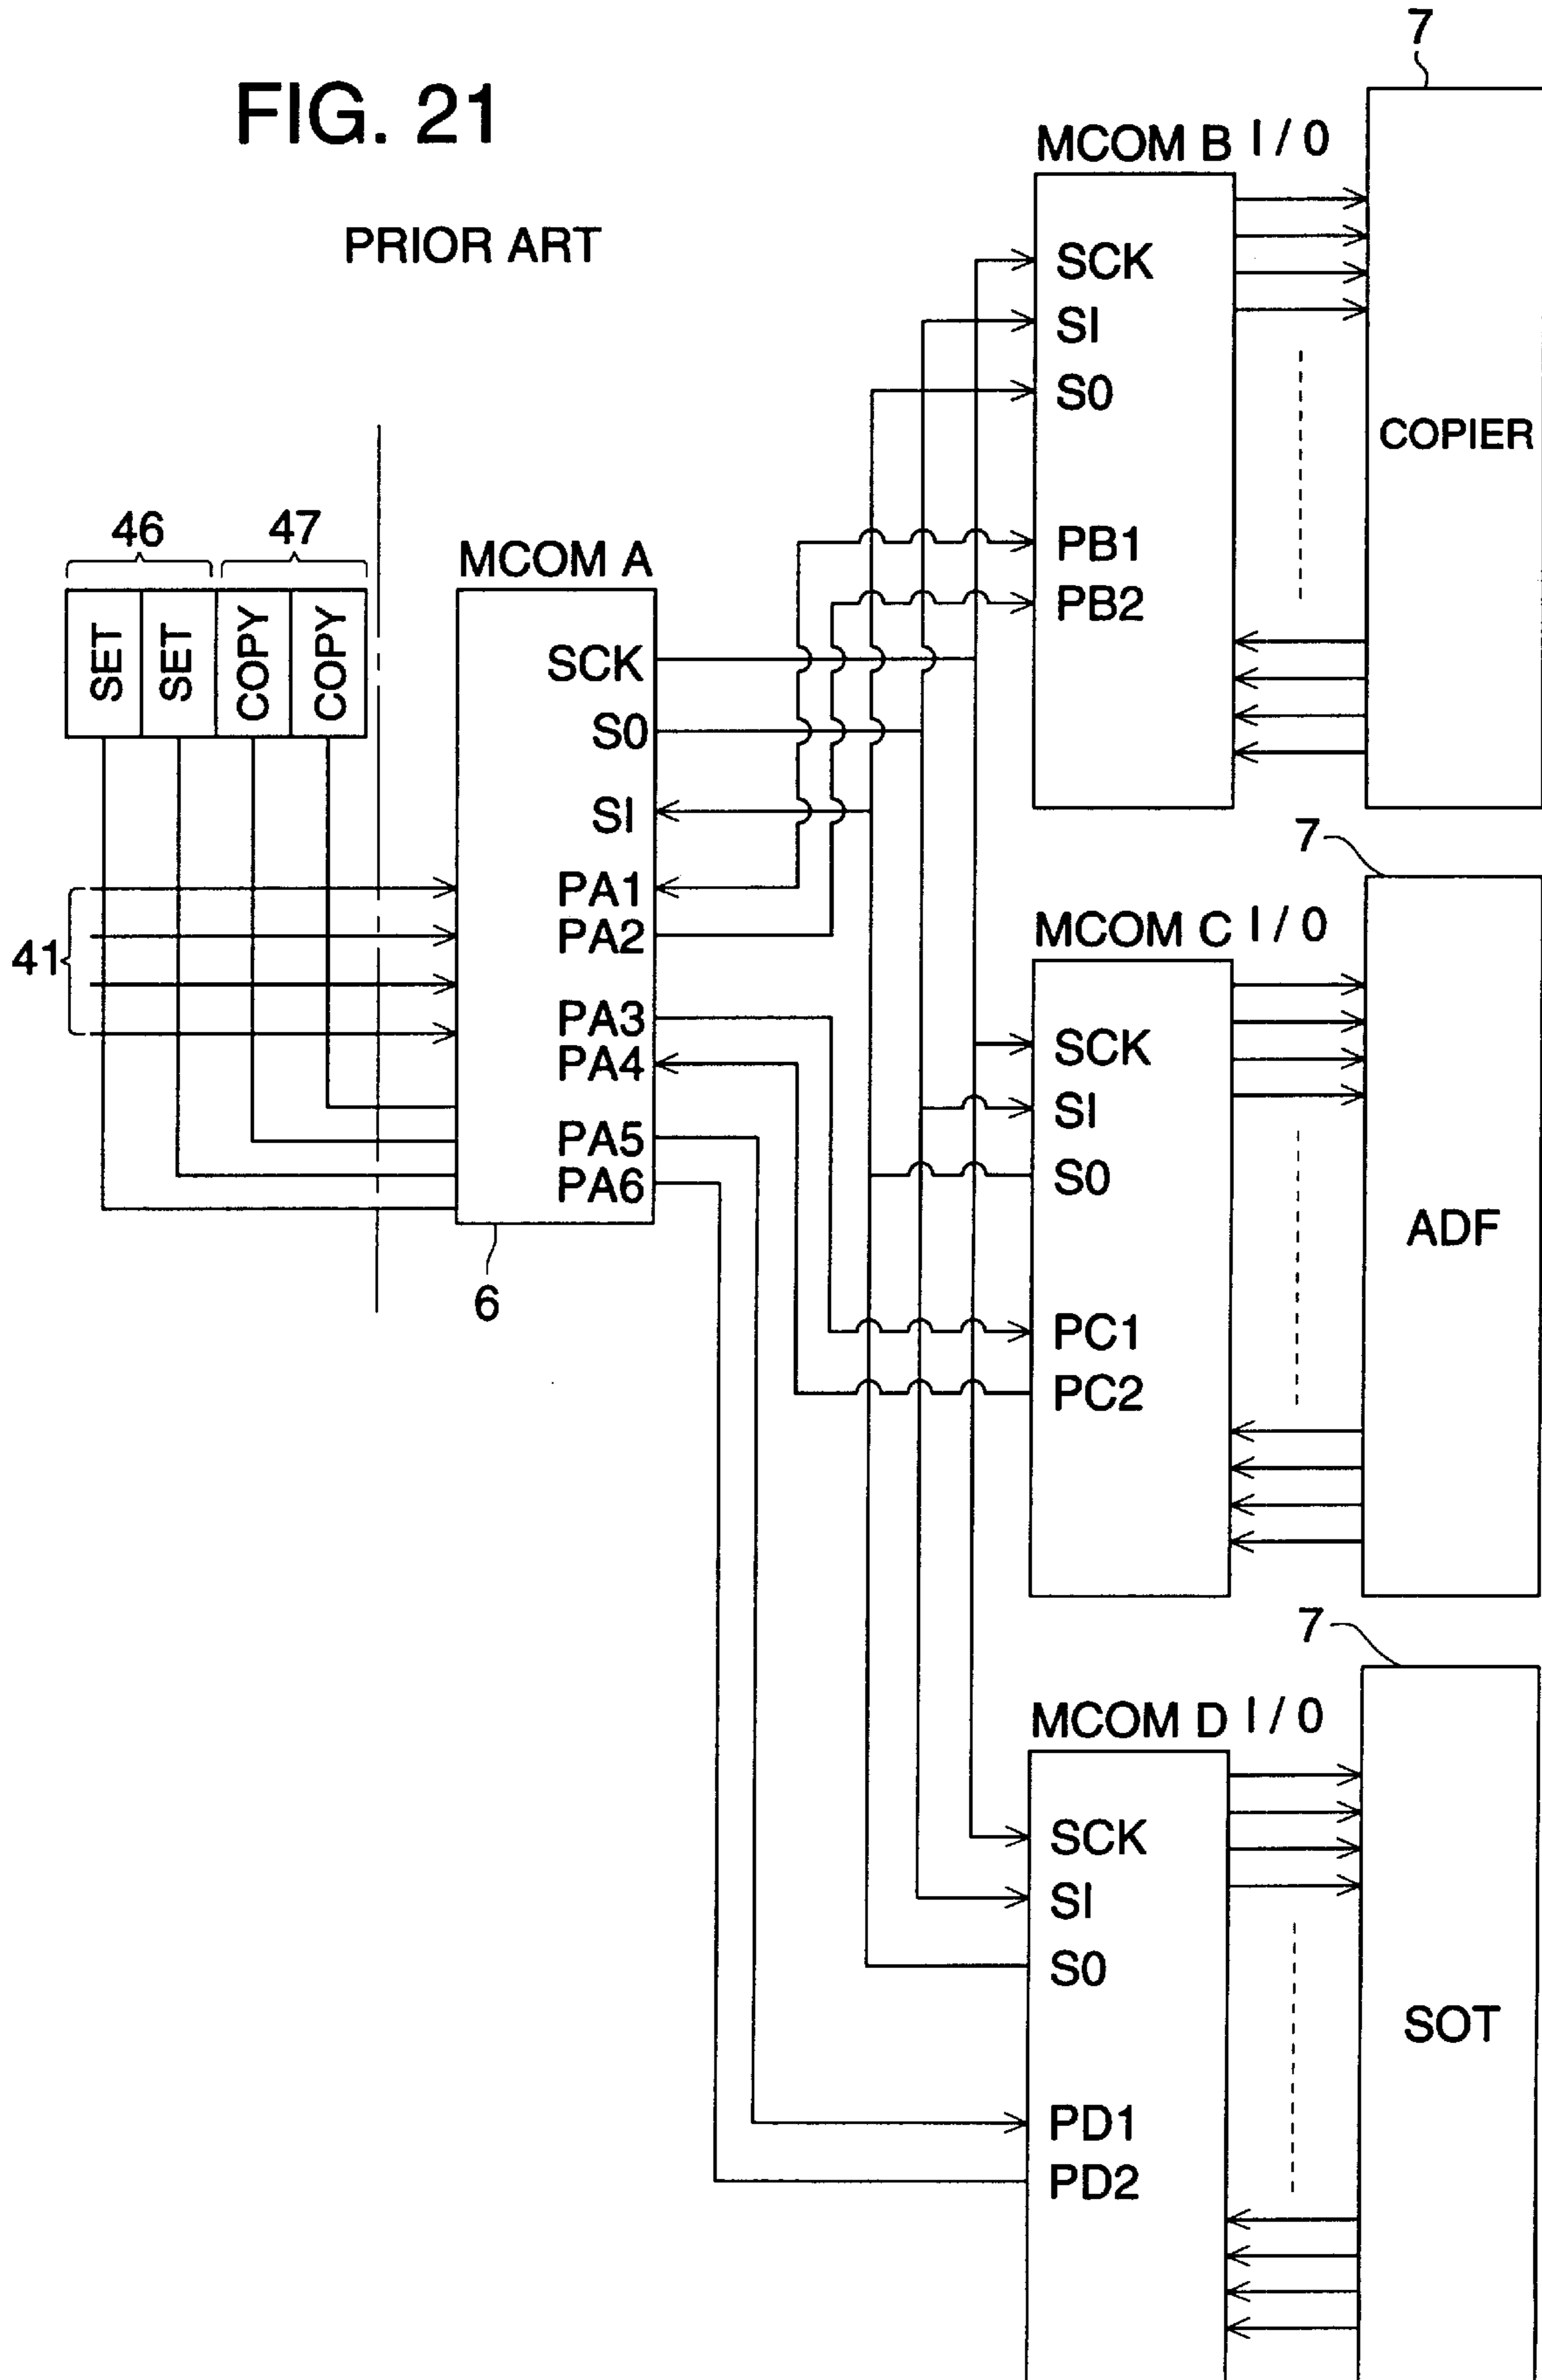 FIG. 21
PRIOR ART
46
47
SET
SET
COPY
COPY
41
MCOM A
SCK
S0
SI
PA1
PA2
PA3
PA4
PA5
PA6
6
MCOM B
I/0
SCK
SI
S0
PB1
PB2
7
COPIER
MCOM C
I/0
SCK
SI
S0
PC1
PC2
7
ADF
MCOM D
I/0
SCK
SI
S0
PD1
PD2
7
SOT